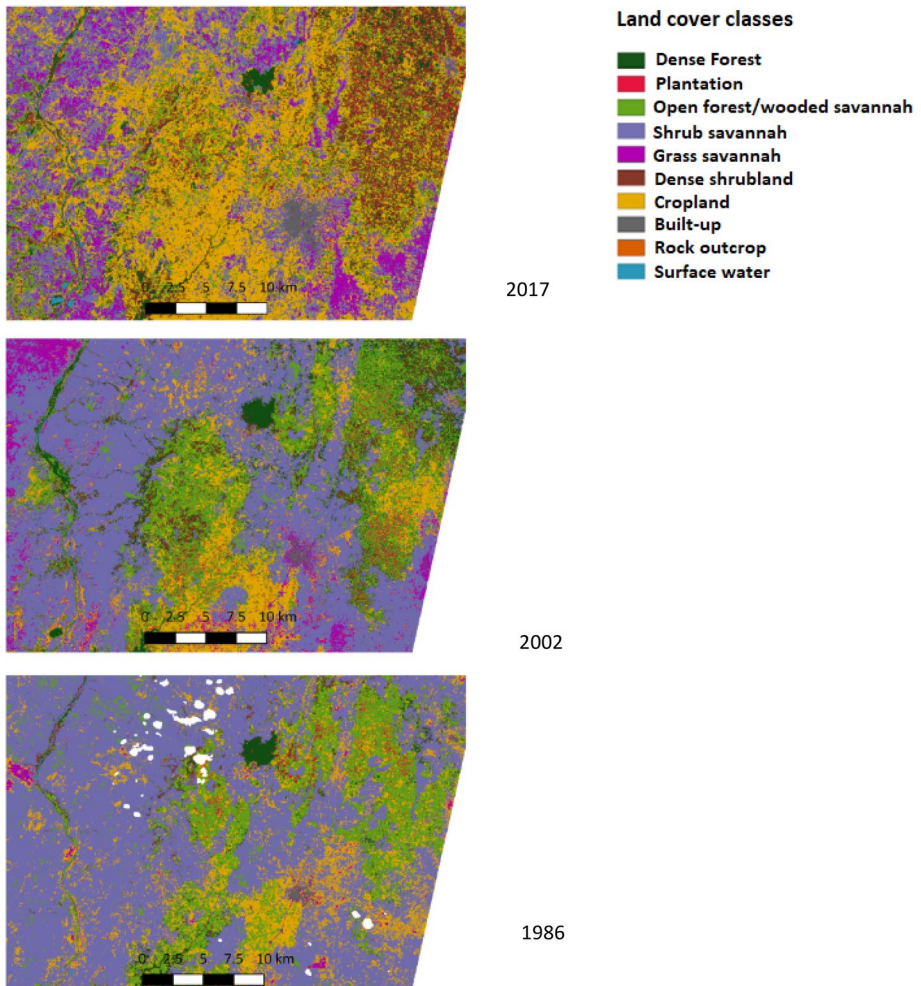 Land cover classes
Dense Forest
Plantation
Open forest/wooded savannah
Shrub savannah
Grass savannah
Dense shrubland
Cropland
Built-up
Rock outcrop
Surface water
0 2.5 5 7.5 10 km
2017
0 2.5 5 7.5 10 km
2002
0 2.5 5 7.5 10 km
1986